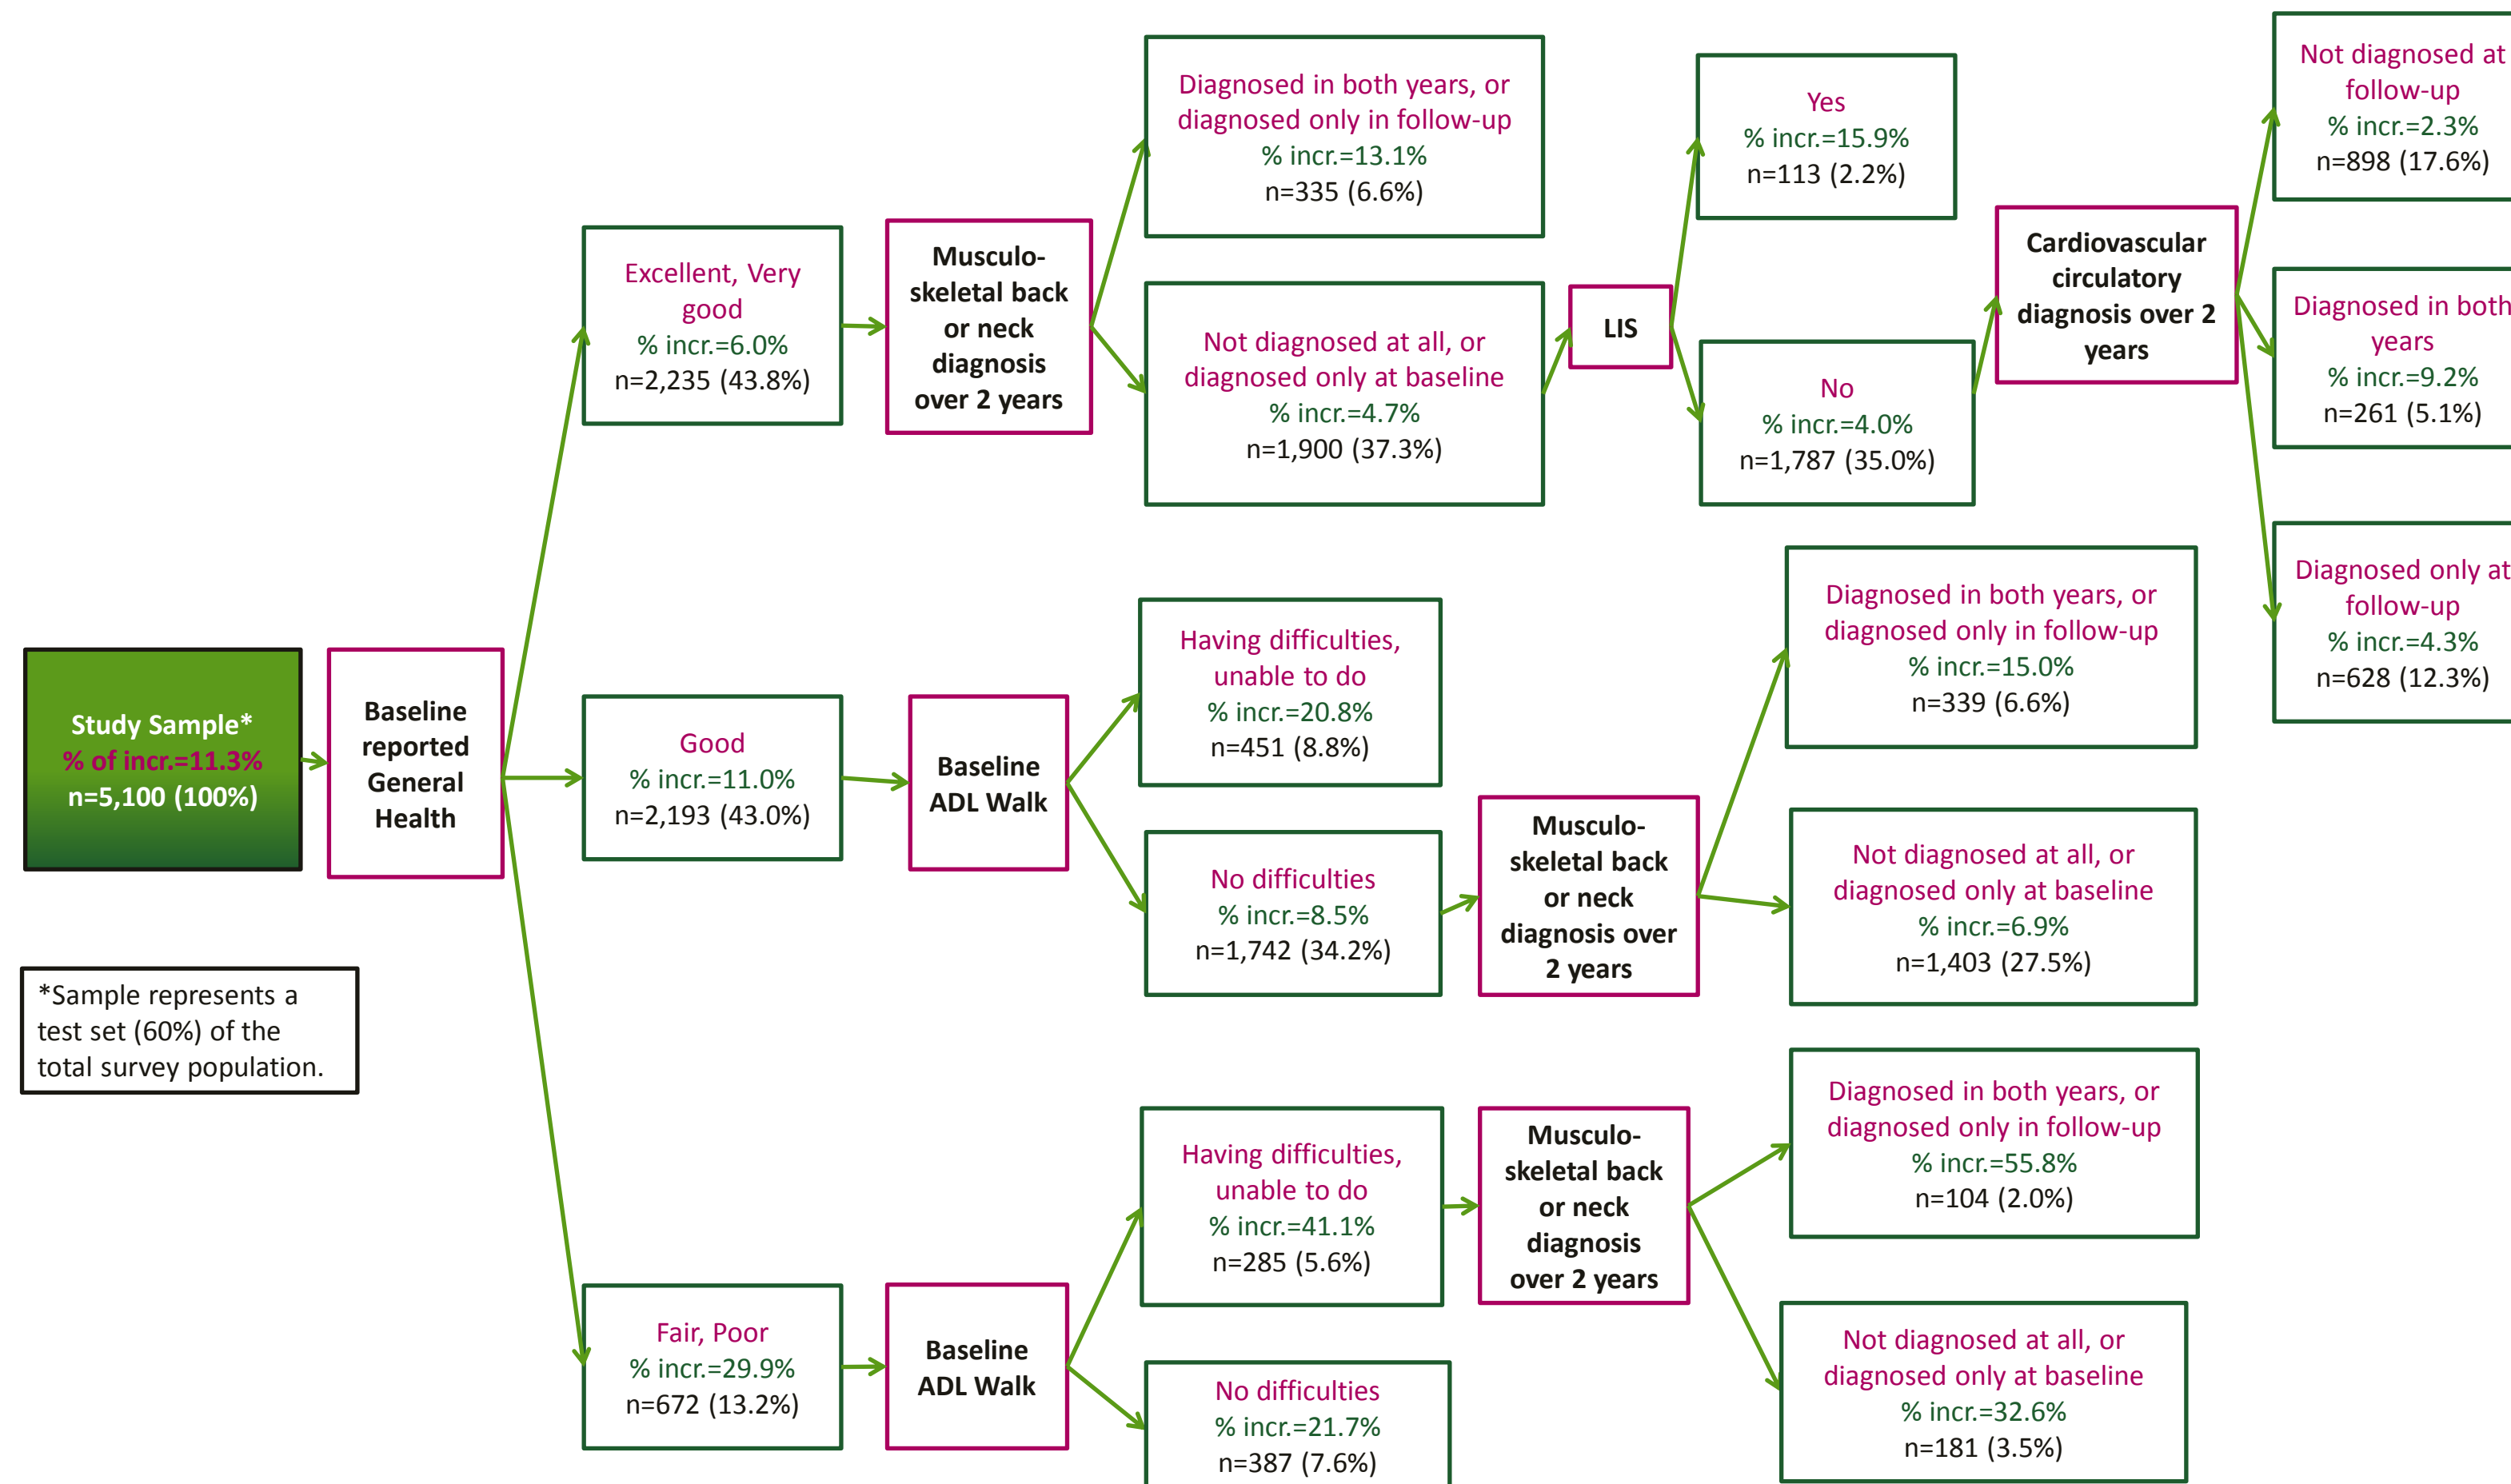 Study Sample*
% of incr.=11.3%
n=5,100 (100%)
*Sample represents a
test set (60%) of the
total survey population.
Baseline
reported
General
Health
Excellent, Very
good
% incr.=6.0%
n=2,235 (43.8%)
Musculo-
skeletal back
or neck
diagnosis
over 2 years
Diagnosed in both years, or
diagnosed only in follow-up
% incr.=13.1%
n=335 (6.6%)
Not diagnosed at all, or
diagnosed only at baseline
% incr.=4.7%
n=1,900 (37.3%)
LIS
Yes
% incr.=15.9%
n=113 (2.2%)
No
% incr.=4.0%
n=1,787 (35.0%)
Cardiovascular
circulatory
diagnosis over 2
years
Not diagnosed at
follow-up
% incr.=2.3%
n=898 (17.6%)
Diagnosed in both
years
% incr.=9.2%
n=261 (5.1%)
Diagnosed only at
follow-up
% incr.=4.3%
n=628 (12.3%)
Good
% incr.=11.0%
n=2,193 (43.0%)
Baseline
ADL Walk
Having difficulties,
unable to do
% incr.=20.8%
n=451 (8.8%)
No difficulties
% incr.=8.5%
n=1,742 (34.2%)
Musculo-
skeletal back
or neck
diagnosis over
2 years
Diagnosed in both years, or
diagnosed only in follow-up
% incr.=15.0%
n=339 (6.6%)
Not diagnosed at all, or
diagnosed only at baseline
% incr.=6.9%
n=1,403 (27.5%)
Fair, Poor
% incr.=29.9%
n=672 (13.2%)
Baseline
ADL Walk
Having difficulties,
unable to do
% incr.=41.1%
n=285 (5.6%)
No difficulties
% incr.=21.7%
n=387 (7.6%)
Musculo-
skeletal back
or neck
diagnosis
over 2 years
Diagnosed in both years, or
diagnosed only in follow-up
% incr.=55.8%
n=104 (2.0%)
Not diagnosed at all, or
diagnosed only at baseline
% incr.=32.6%
n=181 (3.5%)